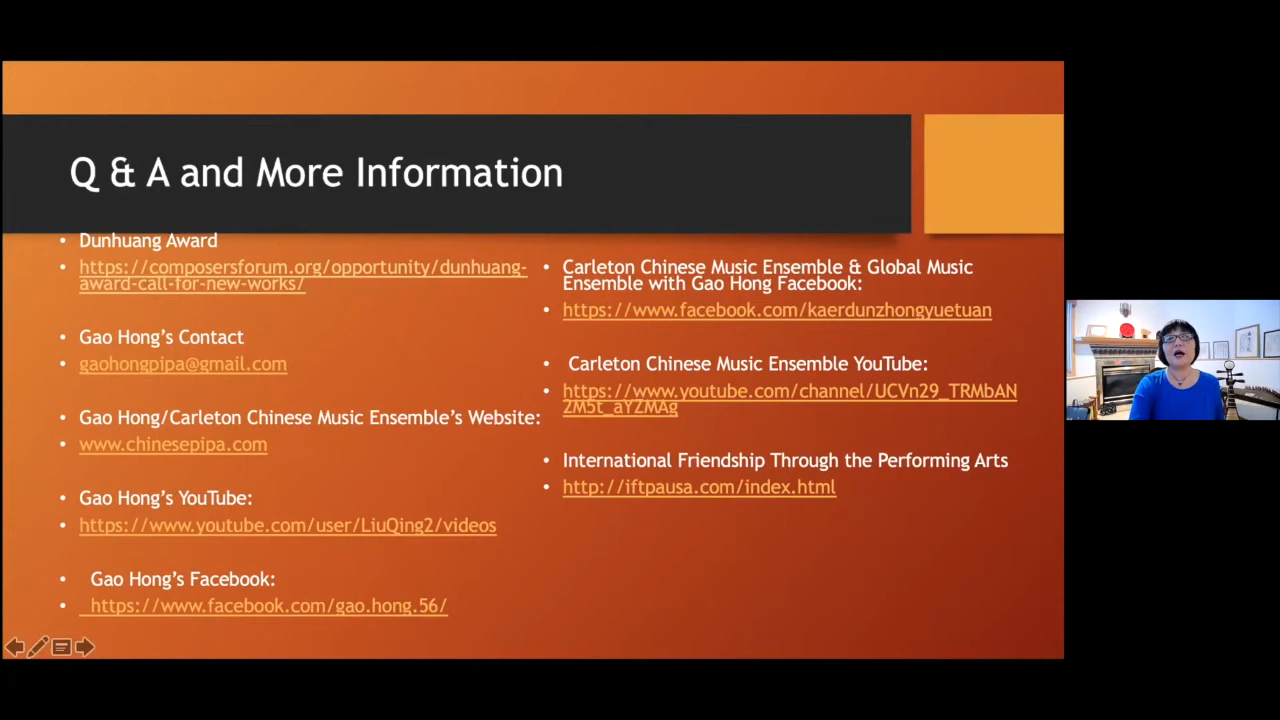 Q & A and More Information
Dunhuang Award
https://composersforum.org/opportunity/dunhuang-
award-call-for-new-works/
Gao Hong's Contact
gaohongpipa@gmail.com
Gao Hong/Carleton Chinese Music Ensemble's Website:
www.chinesepipa.com
Gao Hong's YouTube:
https://www.youtube.com/user/LiuQing2/videos
Gao Hong's Facebook:
https://www.facebook.com/gao.hong.56/
Carleton Chinese Music Ensemble & Global Music
Ensemble with Gao Hong Facebook:
https://www.facebook.com/kaerdunzhongyuetuan
Carleton Chinese Music Ensemble YouTube:
https://www.youtube.com/channel/UCVn29_TRMbAN
2M5t_aYZMAg
International Friendship Through the Performing Arts
http://iftpausa.com/index.html